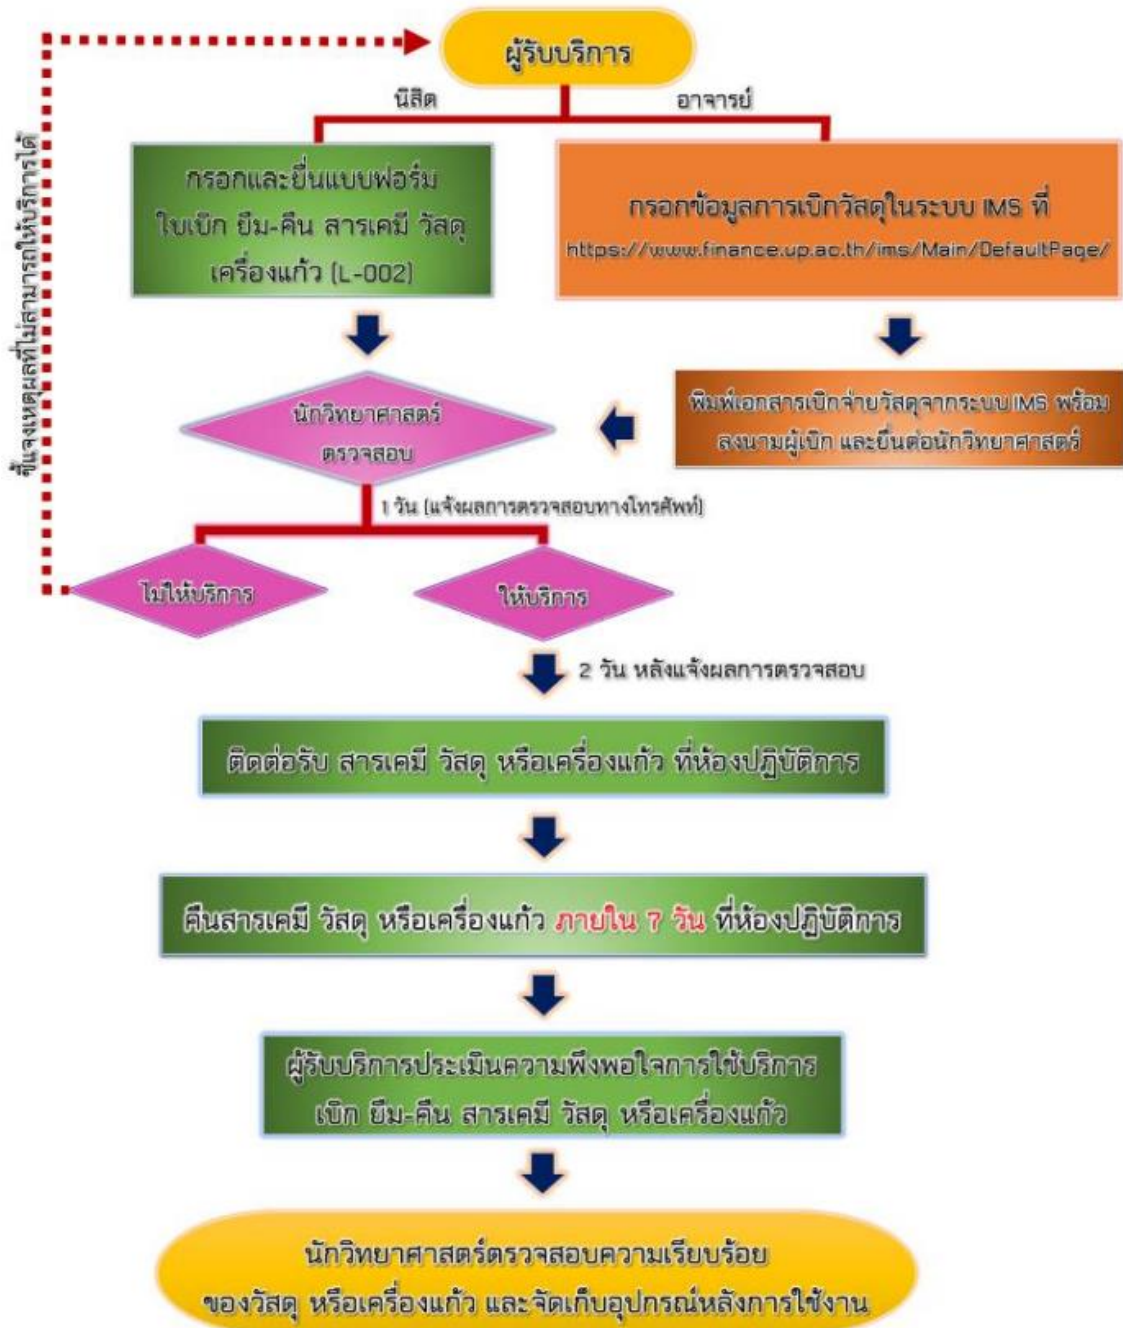 ผู้รับบริการ
นิสิต
อาจารย์
กรอกและยื่นแบบฟอร์ม
ใบเบิก ยืม-คืน สารเคมี วัสดุ
เครื่องแก้ว (L-002)
กรอกข้อมูลการเบิกวัสดุในระบบ IMS ที่
https://www.finance.up.ac.th/ims/Main/DefaultPage/
พิมพ์เอกสารเบิกจ่ายวัสดุจากระบบ IMS พร้อม
ลงนามผู้เบิก และยื่นต่อนักวิทยาศาสตร์
นักวิทยาศาสตร์
ตรวจสอบ
1 วัน (แจ้งผลการตรวจสอบทางโทรศัพท์)
ไม่ให้บริการ
ให้บริการ
ชี้แจงเหตุผลที่ไม่สามารถให้บริการได้
2 วัน หลังแจ้งผลการตรวจสอบ
ติดต่อรับ สารเคมี วัสดุ หรือเครื่องแก้ว ที่ห้องปฏิบัติการ
คืนสารเคมี วัสดุ หรือเครื่องแก้ว ภายใน 7 วัน ที่ห้องปฏิบัติการ
ผู้รับบริการประเมินความพึงพอใจการใช้บริการ
เบิก ยืม-คืน สารเคมี วัสดุ หรือเครื่องแก้ว
นักวิทยาศาสตร์ตรวจสอบความเรียบร้อย
ของวัสดุ หรือเครื่องแก้ว และจัดเก็บอุปกรณ์หลังการใช้งาน